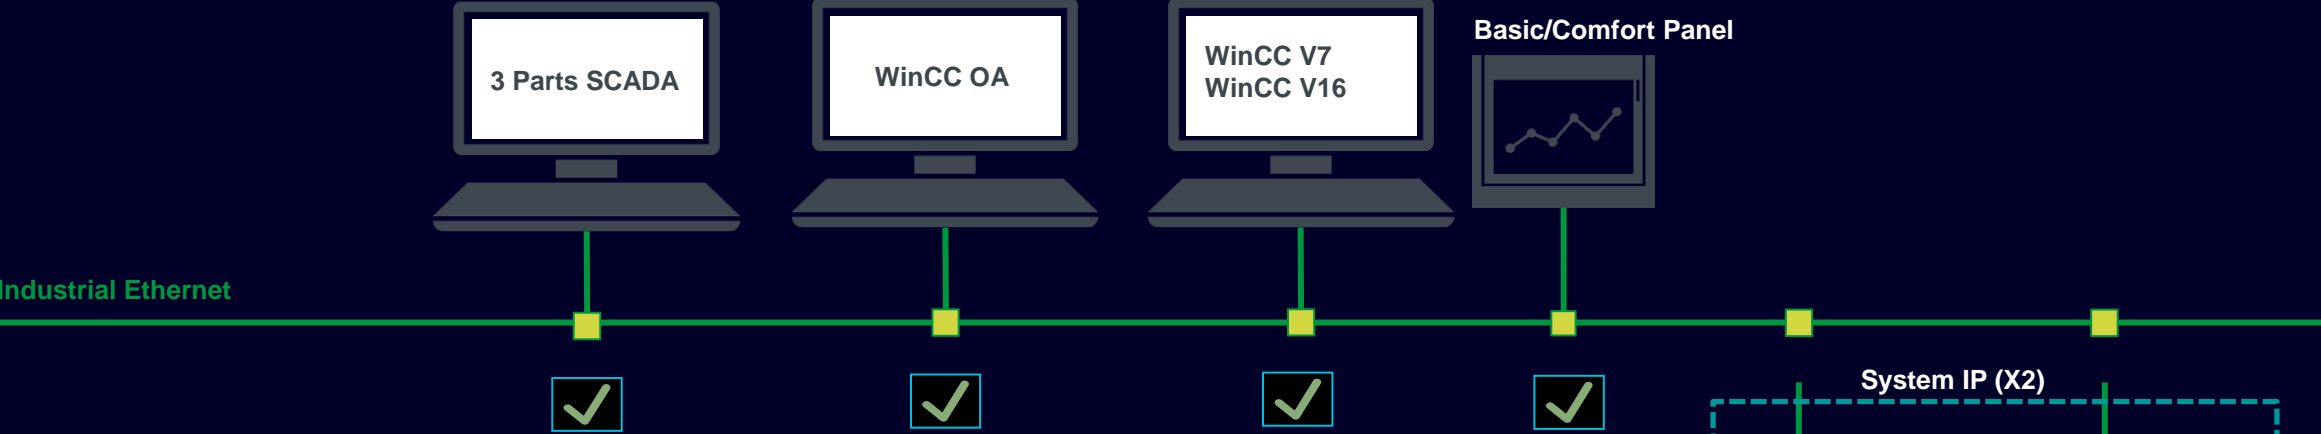 Basic/Comfort Panel
3 Parts SCADA
WinCC OA
WinCC V7
WinCC V16
Industrial Ethernet
System IP (X2)